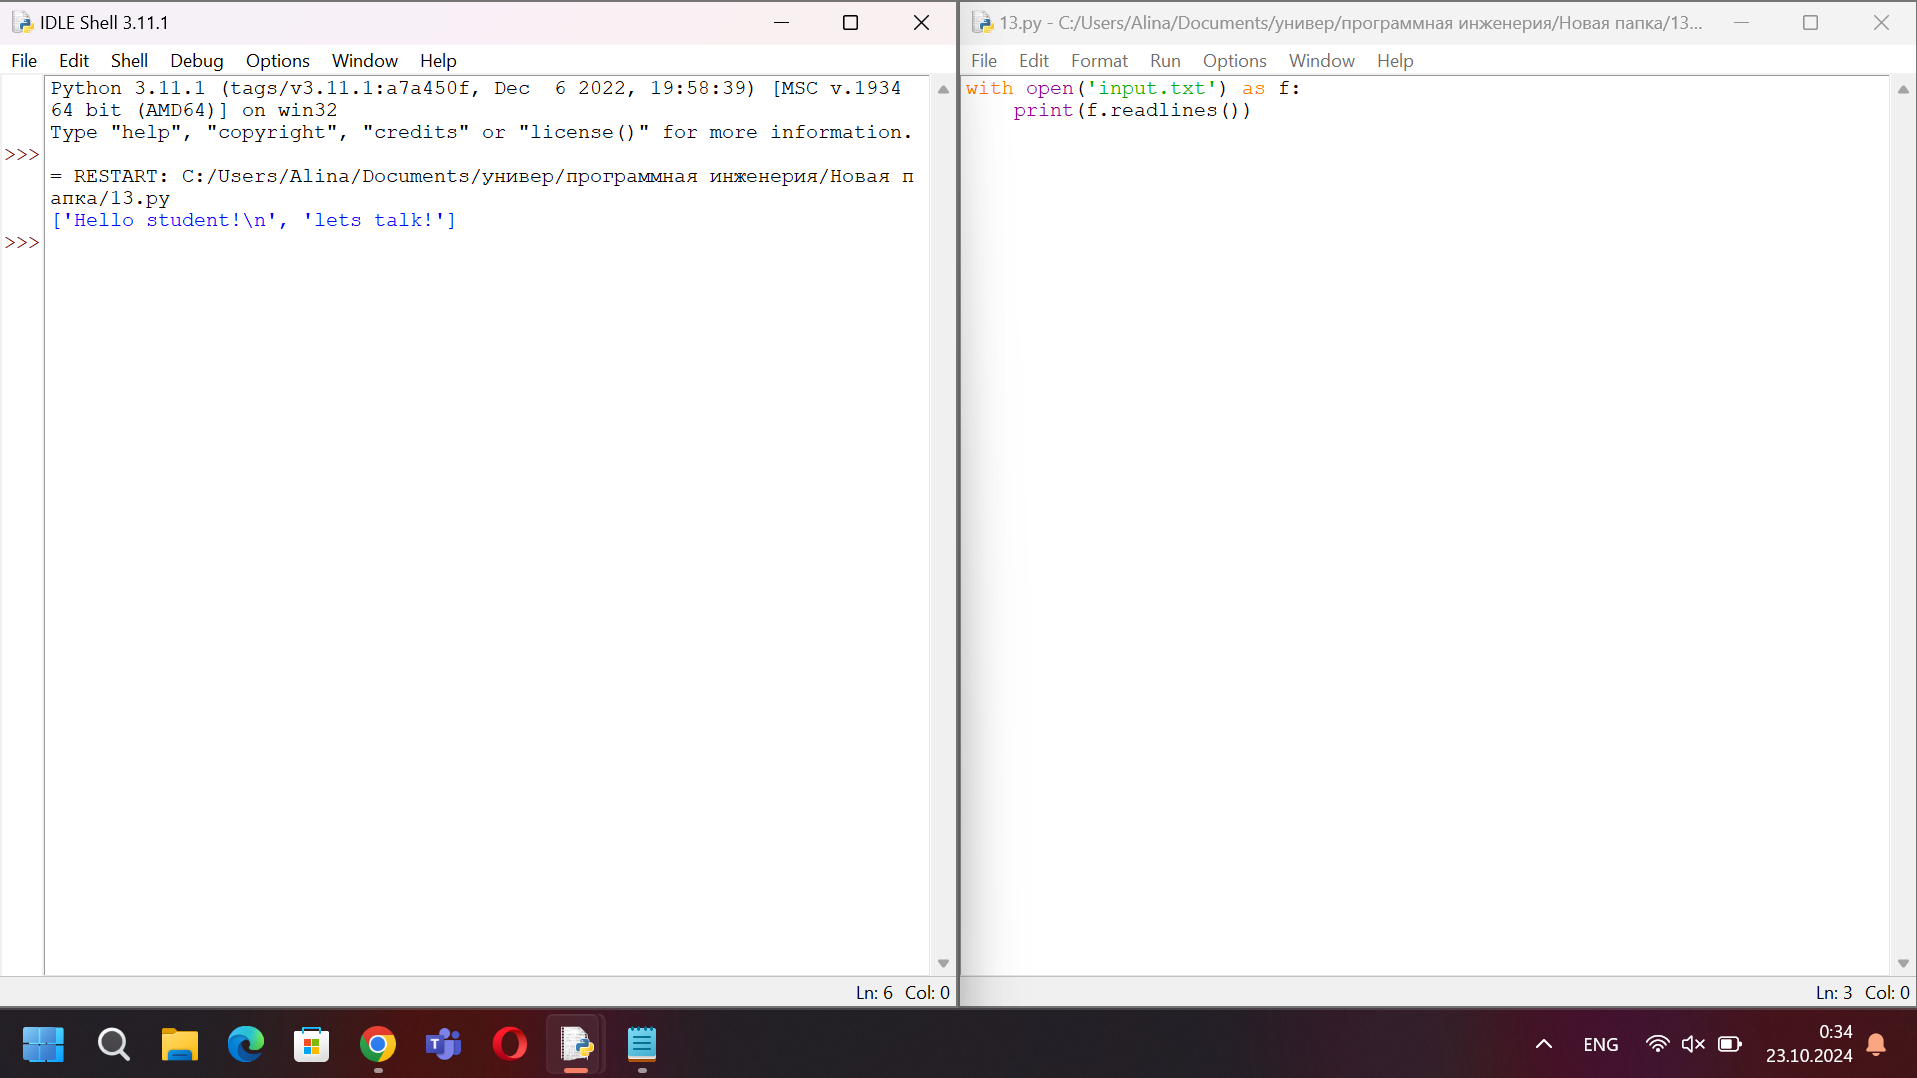 IDLE Shell 3.11.1
File Edit Shell Debug Options Window Help
Python 3.11.1 (tags/v3.11.1:a7a450f, Dec  6 2022, 19:58:39) [MSC v.1934
64 bit (AMD64)] on win32
Type "help", "copyright", "credits" or "license()" for more information.
>>>
= RESTART: C:/Users/Alina/Documents/универ/программная инженерия/Новая п
апка/13.py
['Hello student!\n', 'lets talk!']
>>>
Ln: 6 Col: 0
13.py - C:/Users/Alina/Documents/универ/программная инженерия/Новая папка/13...
File Edit Format Run Options Window Help
with open('input.txt') as f:
    print(f.readlines())
Ln: 3 Col: 0
ENG
0:34
23.10.2024